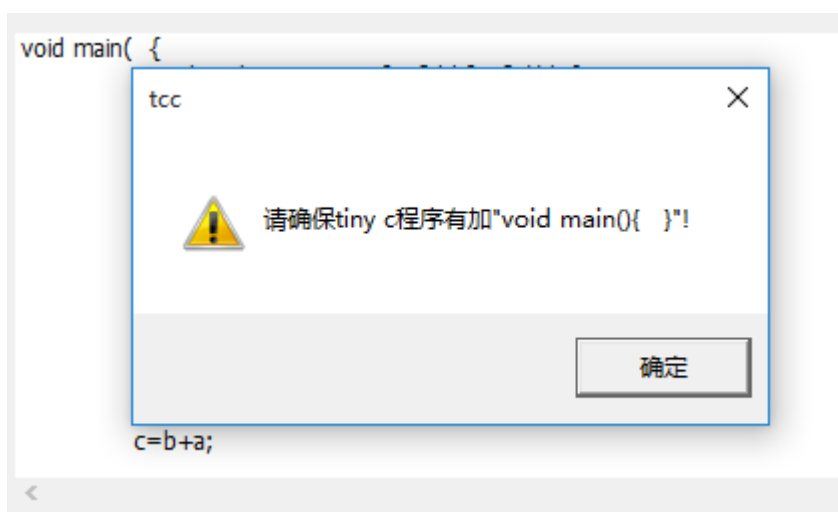 void main(  {
tcc
请确保tiny c程序有加"void main(){   }"!
确定
c=b+a;